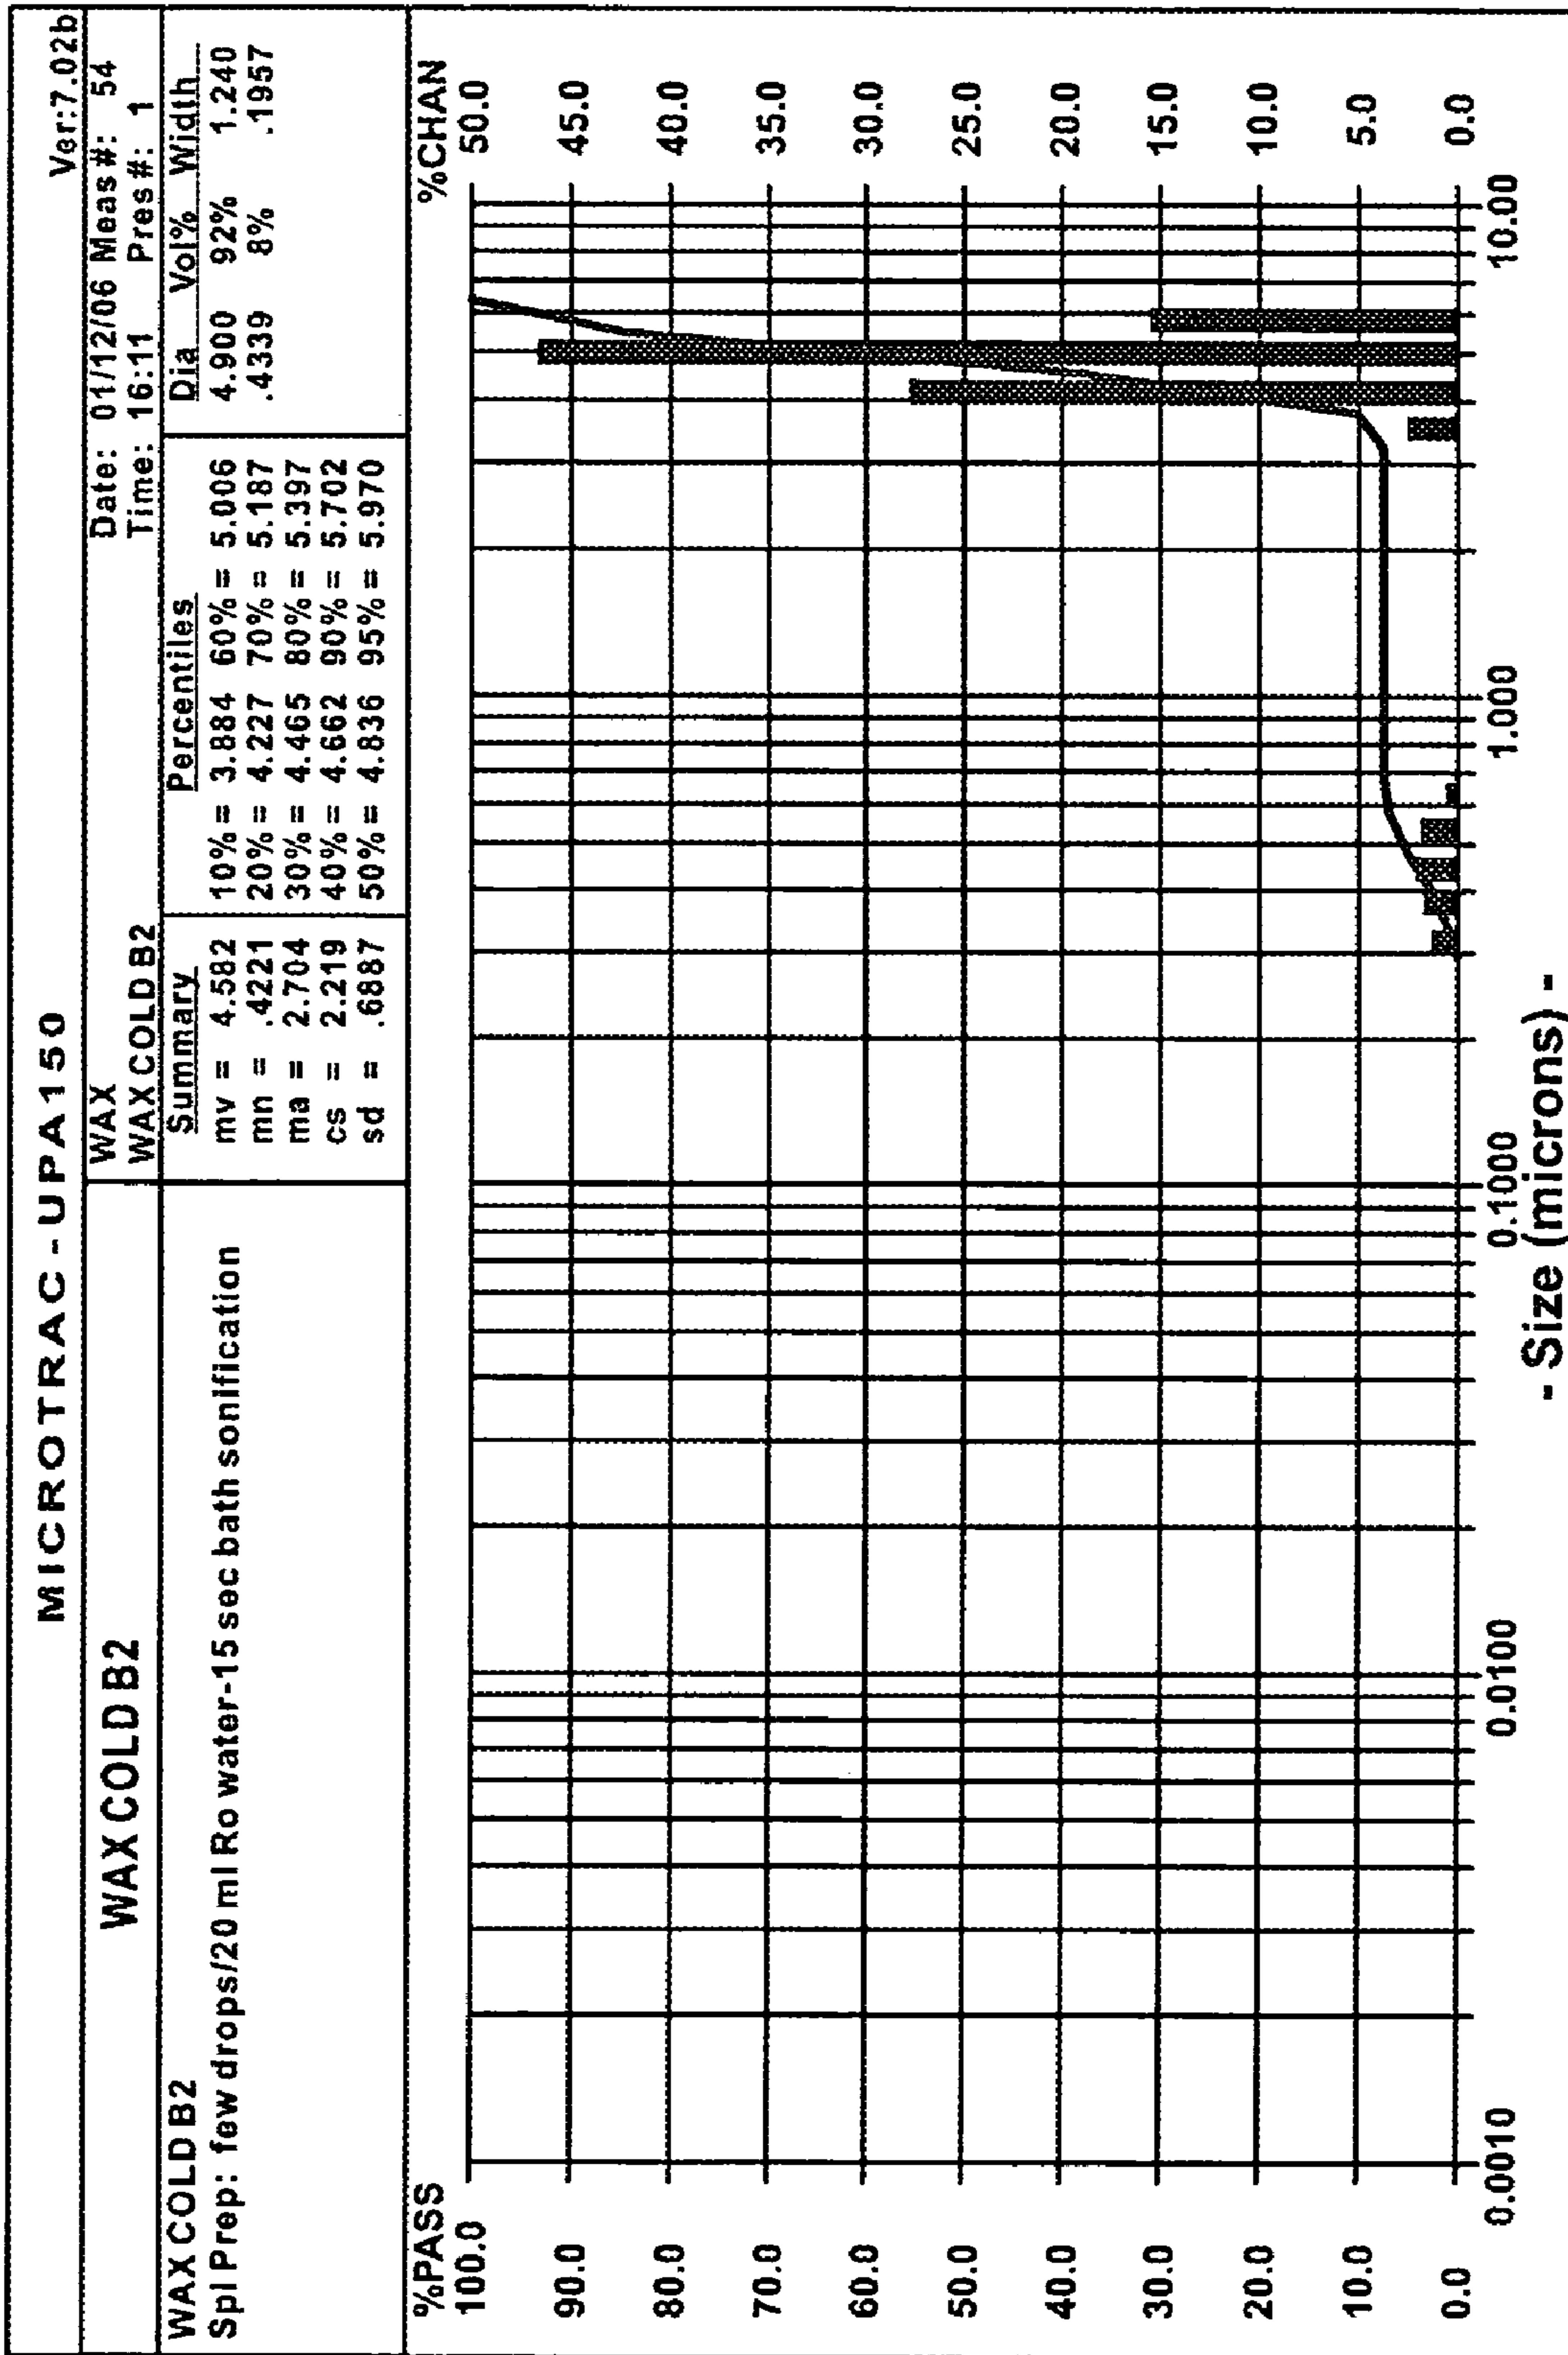 MICROTRAC - UPA150 Ver:7.02b
WAX COLD B2
WAX Date: 01/12/06 Meas#: 54
WAX COLD B2 Time: 16:11 Pres#: 1
WAX COLD B2
Spl Prep: few drops/20 ml Ro water-15 sec bath sonification
Summary
mv = 4.582
mn = .4221
ma = 2.704
cs = 2.219
sd = .6887
Percentiles
10% = 3.884 60% = 5.006
20% = 4.227 70% = 5.187
30% = 4.465 80% = 5.397
40% = 4.662 90% = 5.702
50% = 4.836 95% = 5.970
Dia Vol% Width
4.900 92% 1.240
.4339 8% .1957
%PASS %CHAN
100.0 50.0
90.0 45.0
80.0 40.0
70.0 35.0
60.0 30.0
50.0 25.0
40.0 20.0
30.0 15.0
20.0 10.0
10.0 5.0
0.0 0.0
0.0010 0.0100 0.1000 1.000 10.00
- Size (microns) -